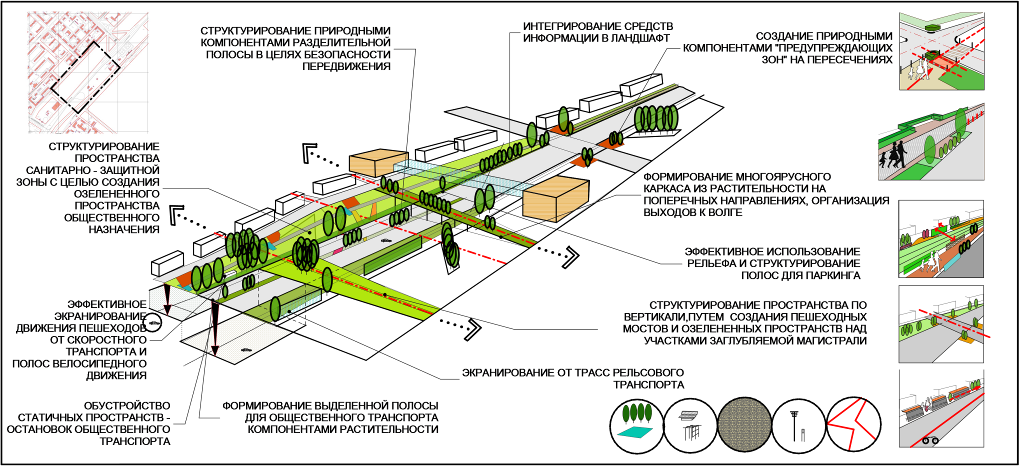 СТРУКТУРИРОВАНИЕ ПРИРОДНЫМИ
КОМПОНЕНТАМИ РАЗДЕЛИТЕЛЬНОЙ
ПОЛОСЫ В ЦЕЛЯХ БЕЗОПАСНОСТИ
ПЕРЕДВИЖЕНИЯ
ИНТЕГРИРОВАНИЕ СРЕДСТВ
ИНФОРМАЦИИ В ЛАНДШАФТ
СОЗДАНИЕ ПРИРОДНЫМИ
КОМПОНЕНТАМИ "ПРЕДУПРЕЖДАЮЩИХ
ЗОН" НА ПЕРЕСЕЧЕНИЯХ
СТРУКТУРИРОВАНИЕ
ПРОСТРАНСТВА
САНИТАРНО - ЗАЩИТНОЙ
ЗОНЫ С ЦЕЛЬЮ СОЗДАНИЯ
ОЗЕЛЕНЕННОГО
ПРОСТРАНСТВА
ОБЩЕСТВЕННОГО
НАЗНАЧЕНИЯ
ФОРМИРОВАНИЕ МНОГОЯРУСНОГО
КАРКАСА ИЗ РАСТИТЕЛЬНОСТИ НА
ПОПЕРЕЧНЫХ НАПРАВЛЕНИЯХ, ОРГАНИЗАЦИЯ
ВЫХОДОВ К ВОЛГЕ
ЭФФЕКТИВНОЕ ИСПОЛЬЗОВАНИЕ
РЕЛЬЕФА И СТРУКТУРИРОВАНИЕ
ПОЛОС ДЛЯ ПАРКИНГА
СТРУКТУРИРОВАНИЕ ПРОСТРАНСТВА ПО
ВЕРТИКАЛИ,ПУТЕМ СОЗДАНИЯ ПЕШЕХОДНЫХ
МОСТОВ И ОЗЕЛЕНЕННЫХ ПРОСТРАНСТВ НАД
УЧАСТКАМИ ЗАГЛУБЛЯЕМОЙ МАГИСТРАЛИ
ЭФФЕКТИВНОЕ
ЭКРАНИРОВАНИЕ
ДВИЖЕНИЯ ПЕШЕХОДОВ
ОТ СКОРОСТНОГО
ТРАНСПОРТА И
ПОЛОС ВЕЛОСИПЕДНОГО
ДВИЖЕНИЯ
ЭКРАНИРОВАНИЕ ОТ ТРАСС РЕЛЬСОВОГО
ТРАНСПОРТА
ОБУСТРОЙСТВО
СТАТИЧНЫХ ПРОСТРАНСТВ -
ОСТАНОВОК ОБЩЕСТВЕННОГО
ТРАНСПОРТА
ФОРМИРОВАНИЕ ВЫДЕЛЕННОЙ ПОЛОСЫ
ДЛЯ ОБЩЕСТВЕННОГО ТРАНСПОРТА
КОМПОНЕНТАМИ РАСТИТЕЛЬНОСТИ